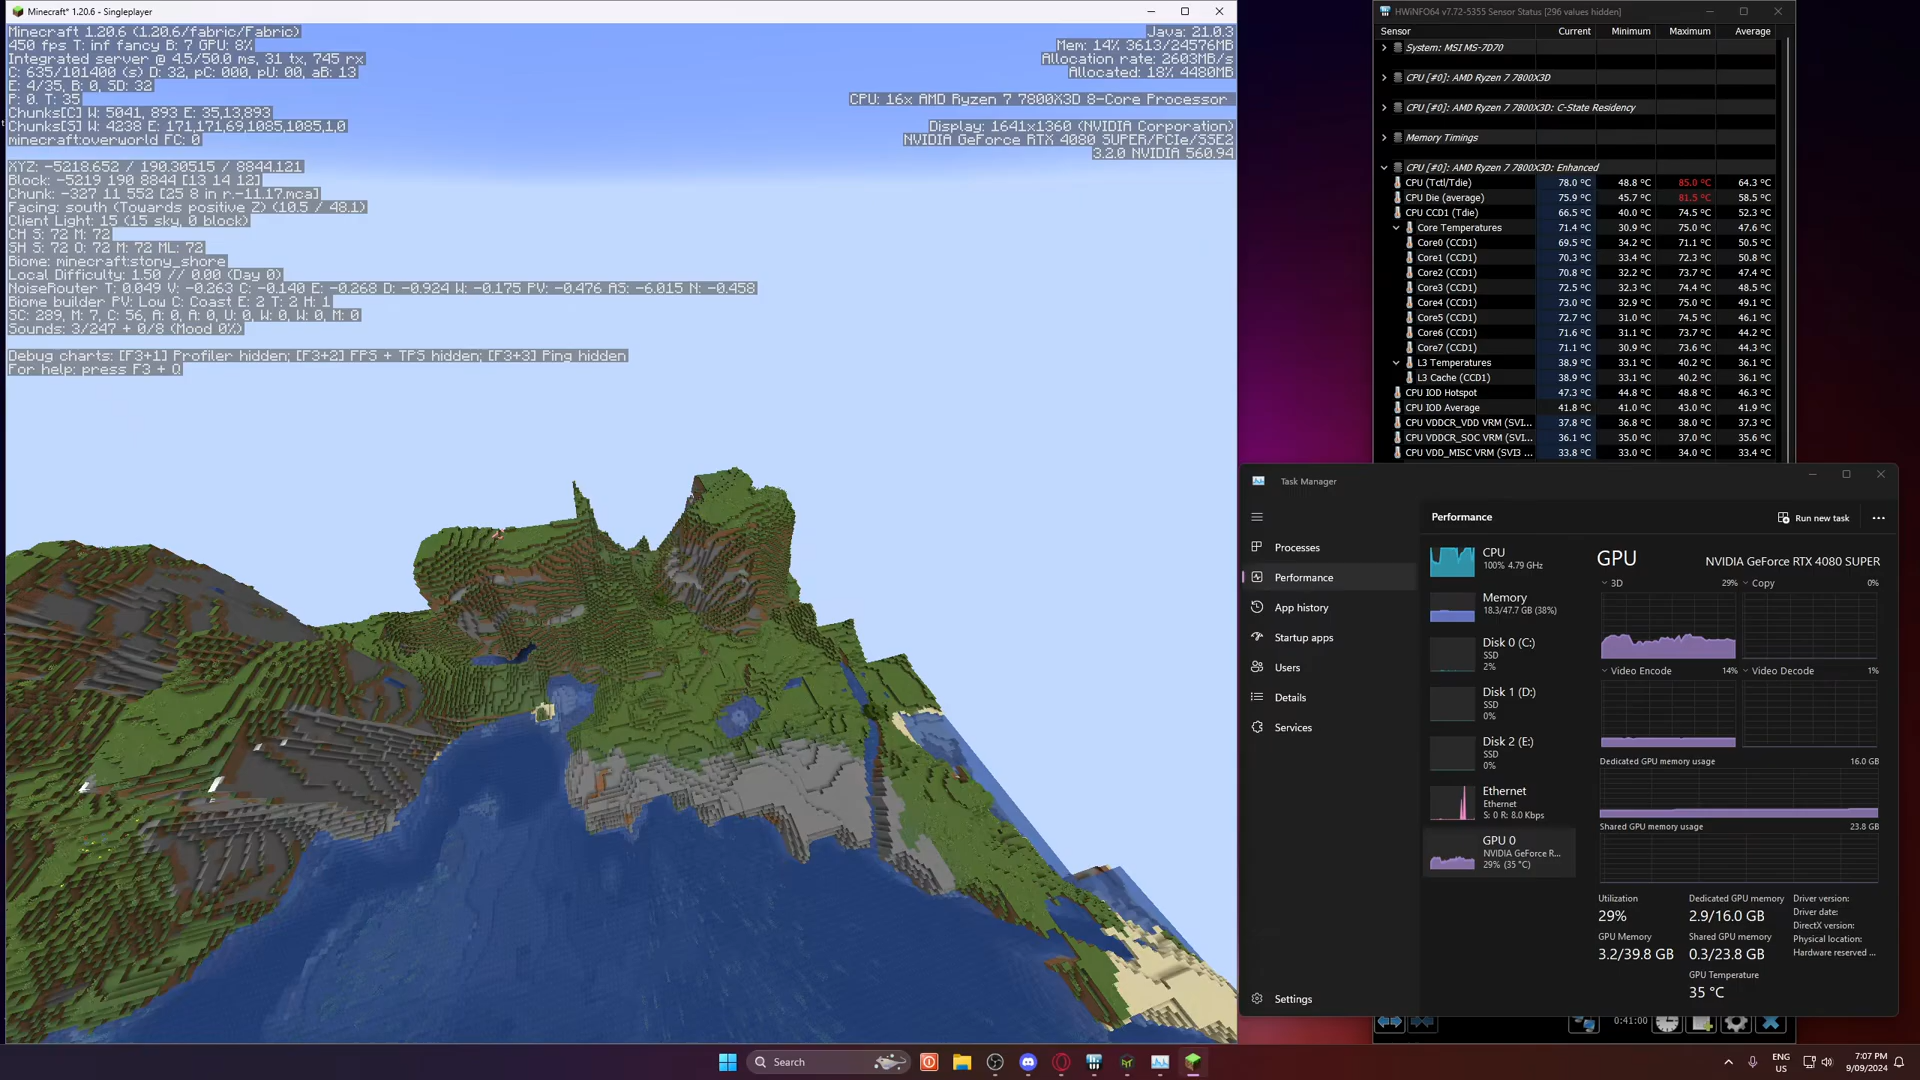 Minecraft* 1.20.6 - Singleplayer
Minecraft 1.20.6 (1.20.6/fabric/Fabric)
450 fps T: inf fancy B: 7 GPU: 8%
Integrated server @ 4.5/50.0 ms, 31 tx, 745 rx
C: 635/101400 (s) D: 32, pC: 000, pU: 00, aB: 13
E: 4/35, B: 0, SD: 32
P: 0. T: 35
Chunks[C] W: 5041, 893 E: 35,13,893
Chunks[S] W: 4238 E: 171,171,69,1085,1085,1,0
minecraft:overworld FC: 0
XYZ: -5218.652 / 190.30515 / 8844.121
Block: -5219 190 8844 [13 14 12]
Chunk: -327 11 552 [25 8 in r.-11.17.mca]
Facing: south (Towards positive Z) (10.5 / 48.1)
Client Light: 15 (15 sky, 0 block)
CH S: 72 M: 72
SH S: 72 O: 72 M: 72 ML: 72
Biome: minecraft:stony_shore
Local Difficulty: 1.50 // 0.00 (Day 0)
NoiseRouter T: 0.049 V: -0.263 C: -0.140 E: -0.268 D: -0.924 W: -0.175 PV: -0.476 AS: -6.015 N: -0.458
Biome builder PV: Low C: Coast E: 2 T: 2 H: 1
SC: 289, M: 7, C: 56, A: 0, A: 0, U: 0, W: 0, W: 0, M: 0
Sounds: 3/247 + 0/8 (Mood 0%)
Debug charts: [F3+1] Profiler hidden; [F3+2] FPS + TPS hidden; [F3+3] Ping hidden
For help: press F3 + Q
Java: 21.0.3
Mem: 14% 3613/24576MB
Allocation rate: 2603MB/s
Allocated: 18% 4480MB
CPU: 16x AMD Ryzen 7 7800X3D 8-Core Processor
Display: 1641x1360 (NVIDIA Corporation)
NVIDIA GeForce RTX 4080 SUPER/PCIe/SSE2
3.2.0 NVIDIA 560.94
HWiNFO64 v7.72-5355 Sensor Status [296 values hidden]
Sensor Current Minimum Maximum Average
System: MSI MS-7D70
CPU [#0]: AMD Ryzen 7 7800X3D
CPU [#0]: AMD Ryzen 7 7800X3D: C-State Residency
Memory Timings
CPU [#0]: AMD Ryzen 7 7800X3D: Enhanced
CPU (Tctl/Tdie) 78.0 °C 48.8 °C 85.0 °C 64.3 °C
CPU Die (average) 75.9 °C 45.7 °C 81.5 °C 58.5 °C
CPU CCD1 (Tdie) 66.5 °C 40.0 °C 74.5 °C 52.3 °C
Core Temperatures 71.4 °C 30.9 °C 75.0 °C 47.6 °C
Core0 (CCD1) 69.5 °C 34.2 °C 71.1 °C 50.5 °C
Core1 (CCD1) 70.3 °C 33.4 °C 72.3 °C 50.8 °C
Core2 (CCD1) 70.8 °C 32.2 °C 73.7 °C 47.4 °C
Core3 (CCD1) 72.5 °C 32.3 °C 74.4 °C 48.5 °C
Core4 (CCD1) 73.0 °C 32.9 °C 75.0 °C 49.1 °C
Core5 (CCD1) 72.7 °C 31.0 °C 74.5 °C 46.1 °C
Core6 (CCD1) 71.6 °C 31.1 °C 73.7 °C 44.2 °C
Core7 (CCD1) 71.1 °C 30.9 °C 73.6 °C 44.3 °C
L3 Temperatures 38.9 °C 33.1 °C 40.2 °C 36.1 °C
L3 Cache (CCD1) 38.9 °C 33.1 °C 40.2 °C 36.1 °C
CPU IOD Hotspot 47.3 °C 44.8 °C 48.8 °C 46.3 °C
CPU IOD Average 41.8 °C 41.0 °C 43.0 °C 41.9 °C
CPU VDDCR_VDD VRM (SVI... 37.8 °C 36.8 °C 38.0 °C 37.3 °C
CPU VDDCR_SOC VRM (SVI... 36.1 °C 35.0 °C 37.0 °C 35.6 °C
CPU VDD_MISC VRM (SVI3 ... 33.8 °C 33.0 °C 34.0 °C 33.4 °C
Task Manager
Performance
Run new task
Processes
Performance
App history
Startup apps
Users
Details
Services
Settings
CPU
100% 4.79 GHz
Memory
18.3/47.7 GB (38%)
Disk 0 (C:)
SSD
2%
Disk 1 (D:)
SSD
0%
Disk 2 (E:)
SSD
0%
Ethernet
Ethernet
S: 0 R: 8.0 Kbps
GPU 0
NVIDIA GeForce R...
29% (35 °C)
GPU
NVIDIA GeForce RTX 4080 SUPER
3D 29% Copy 0%
Video Encode 14% Video Decode 1%
Dedicated GPU memory usage 16.0 GB
Shared GPU memory usage 23.8 GB
Utilization
29%
GPU Memory
3.2/39.8 GB
Dedicated GPU memory
2.9/16.0 GB
Shared GPU memory
0.3/23.8 GB
GPU Temperature
35 °C
Driver version:
Driver date:
DirectX version:
Physical location:
Hardware reserved ...
0:41:00
Search
ENG
US
7:07 PM
9/09/2024